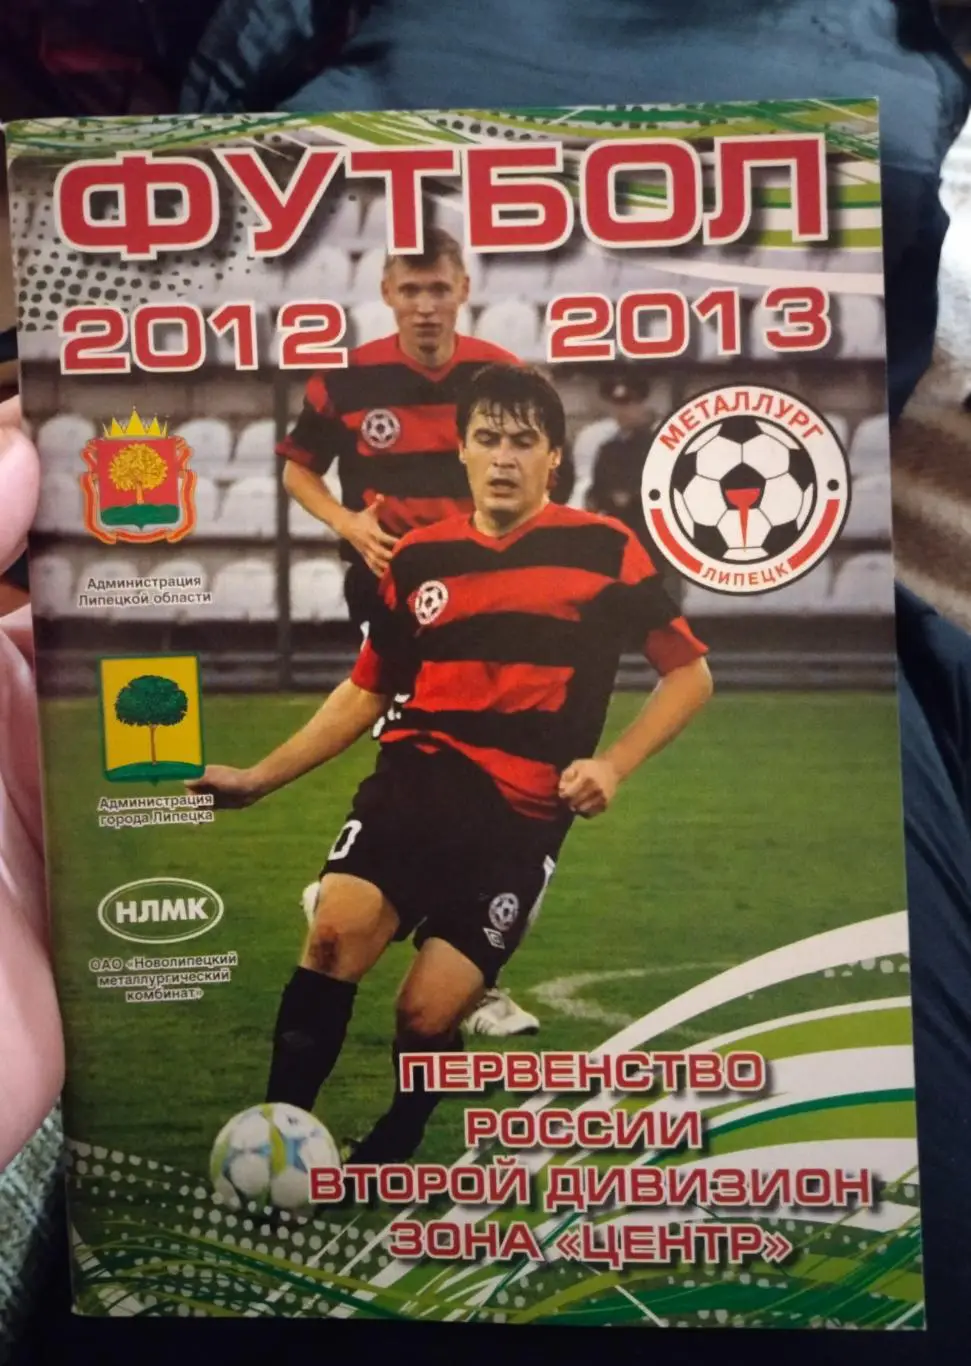 ФУТБОЛ
2012 2013
МЕТАЛЛУРГ
ЛИПЕЦК
Администрация
Липецкой области
Администрация
города Липецка
НЛМК
ОАО «Новолипецкий
металлургический
комбинат»
0
ПЕРВЕНСТВО
РОССИИ
ВТОРОЙ ДИВИЗИОН
ЗОНА «ЦЕНТР»